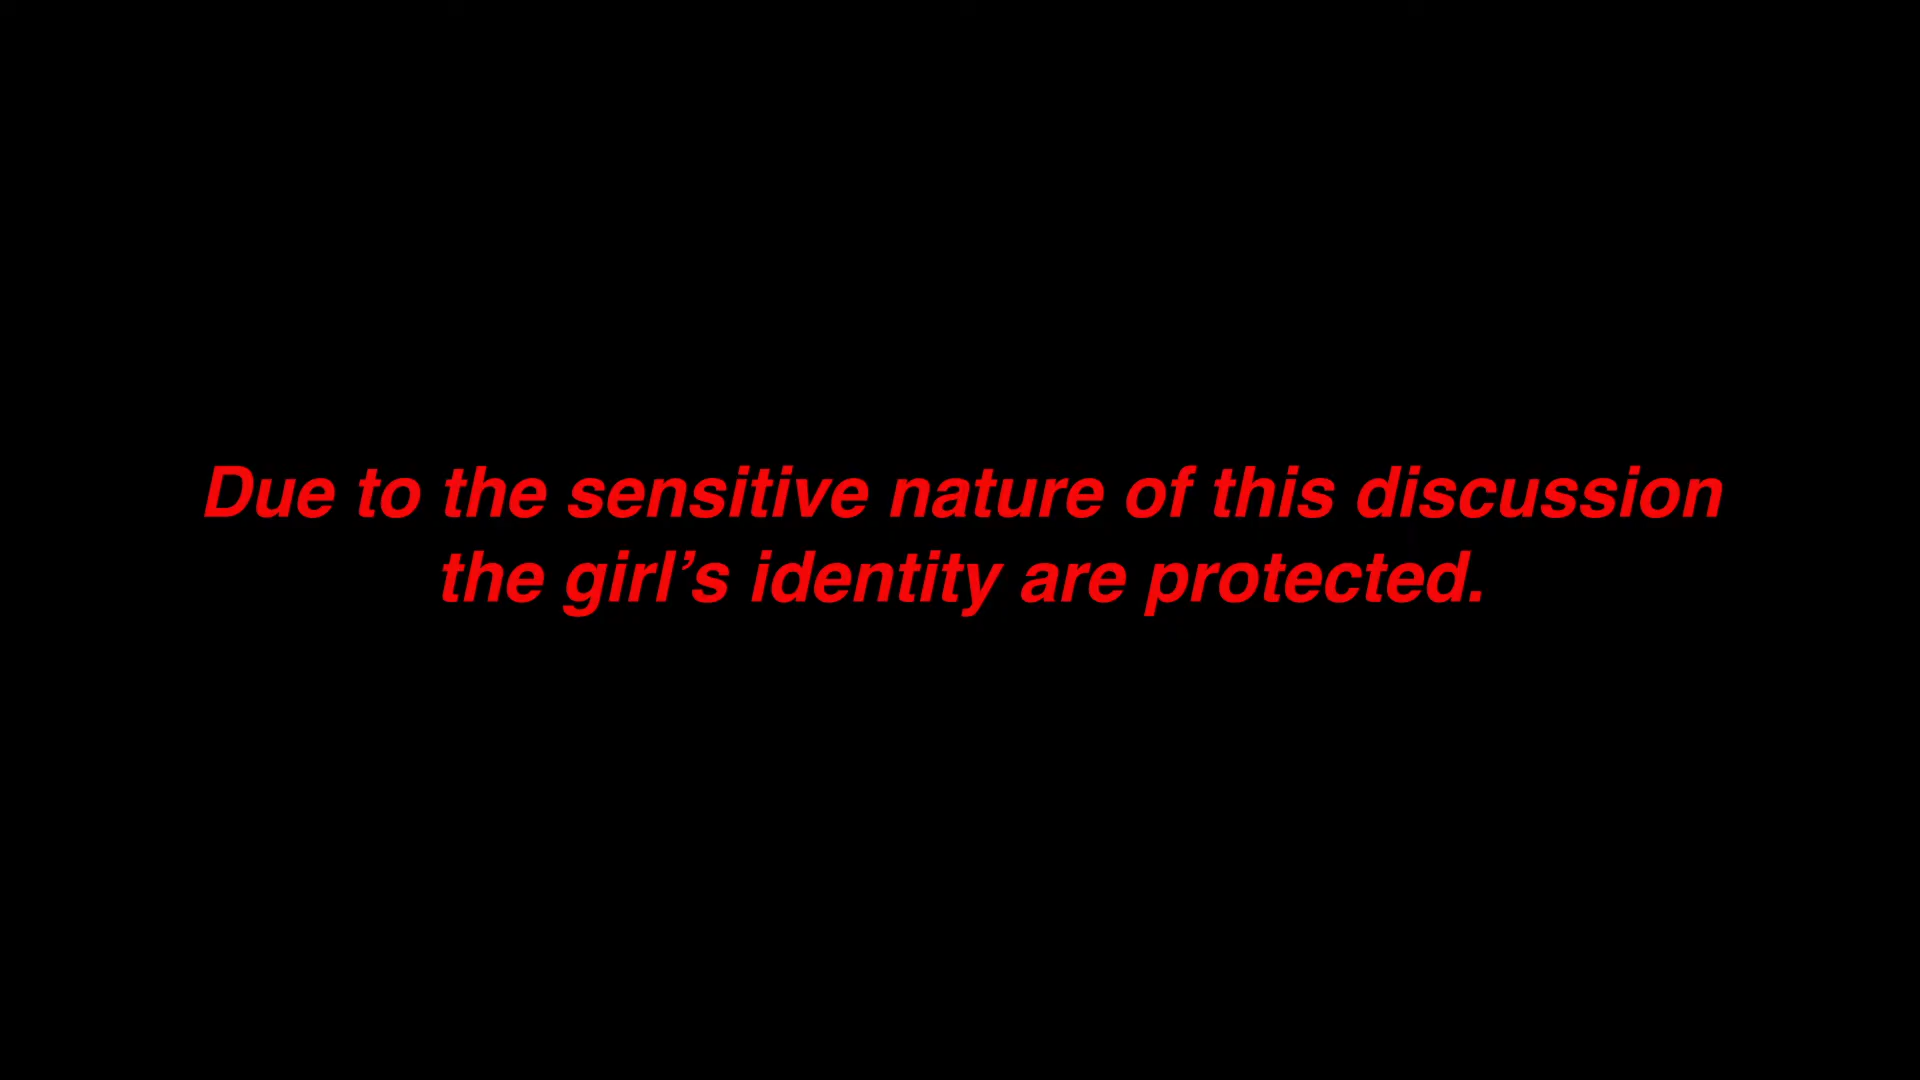 Due to the sensitive nature of this discussion
the girl’s identity are protected.